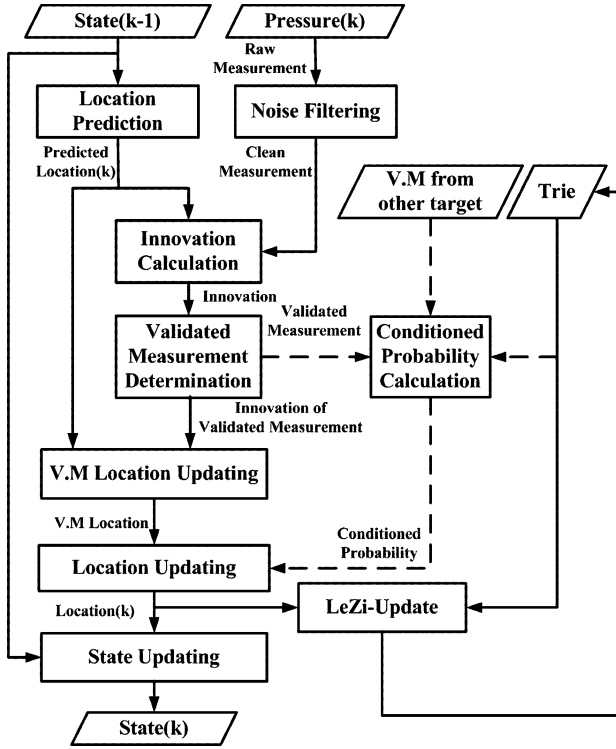 State(k-1)
Pressure(k)
Raw
Measurement
Location
Prediction
Noise Filtering
Predicted
Location(k)
Clean
Measurement
V.M from
other target
Trie
Innovation
Calculation
Innovation
Validated
Measurement
Validated
Measurement
Determination
Conditioned
Probability
Calculation
Innovation of
Validated Measurement
V.M Location Updating
V.M Location
Conditioned
Probability
Location Updating
Location(k)
LeZi-Update
State Updating
State(k)